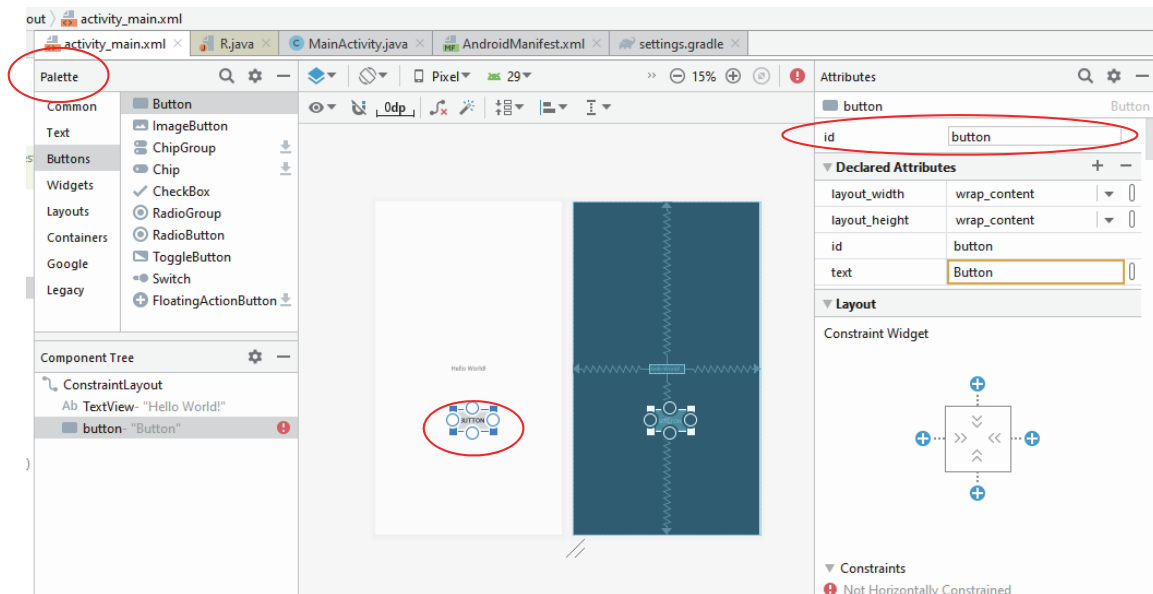 out 〉 activity_main.xml
activity_main.xml × R.java × MainActivity.java × AndroidManifest.xml × settings.gradle ×
Palette
Common
Text
Buttons
Widgets
Layouts
Containers
Google
Legacy
Button
ImageButton
ChipGroup
Chip
CheckBox
RadioGroup
RadioButton
ToggleButton
Switch
FloatingActionButton
Component Tree
ConstraintLayout
Ab TextView- "Hello World!"
button- "Button"
Pixel 29 » 15%
0dp
Hello World!
BUTTON
Hello World!
Attributes
button Button
id button
Declared Attributes
layout_width wrap_content
layout_height wrap_content
id button
text Button
Layout
Constraint Widget
Constraints
Not Horizontally Constrained